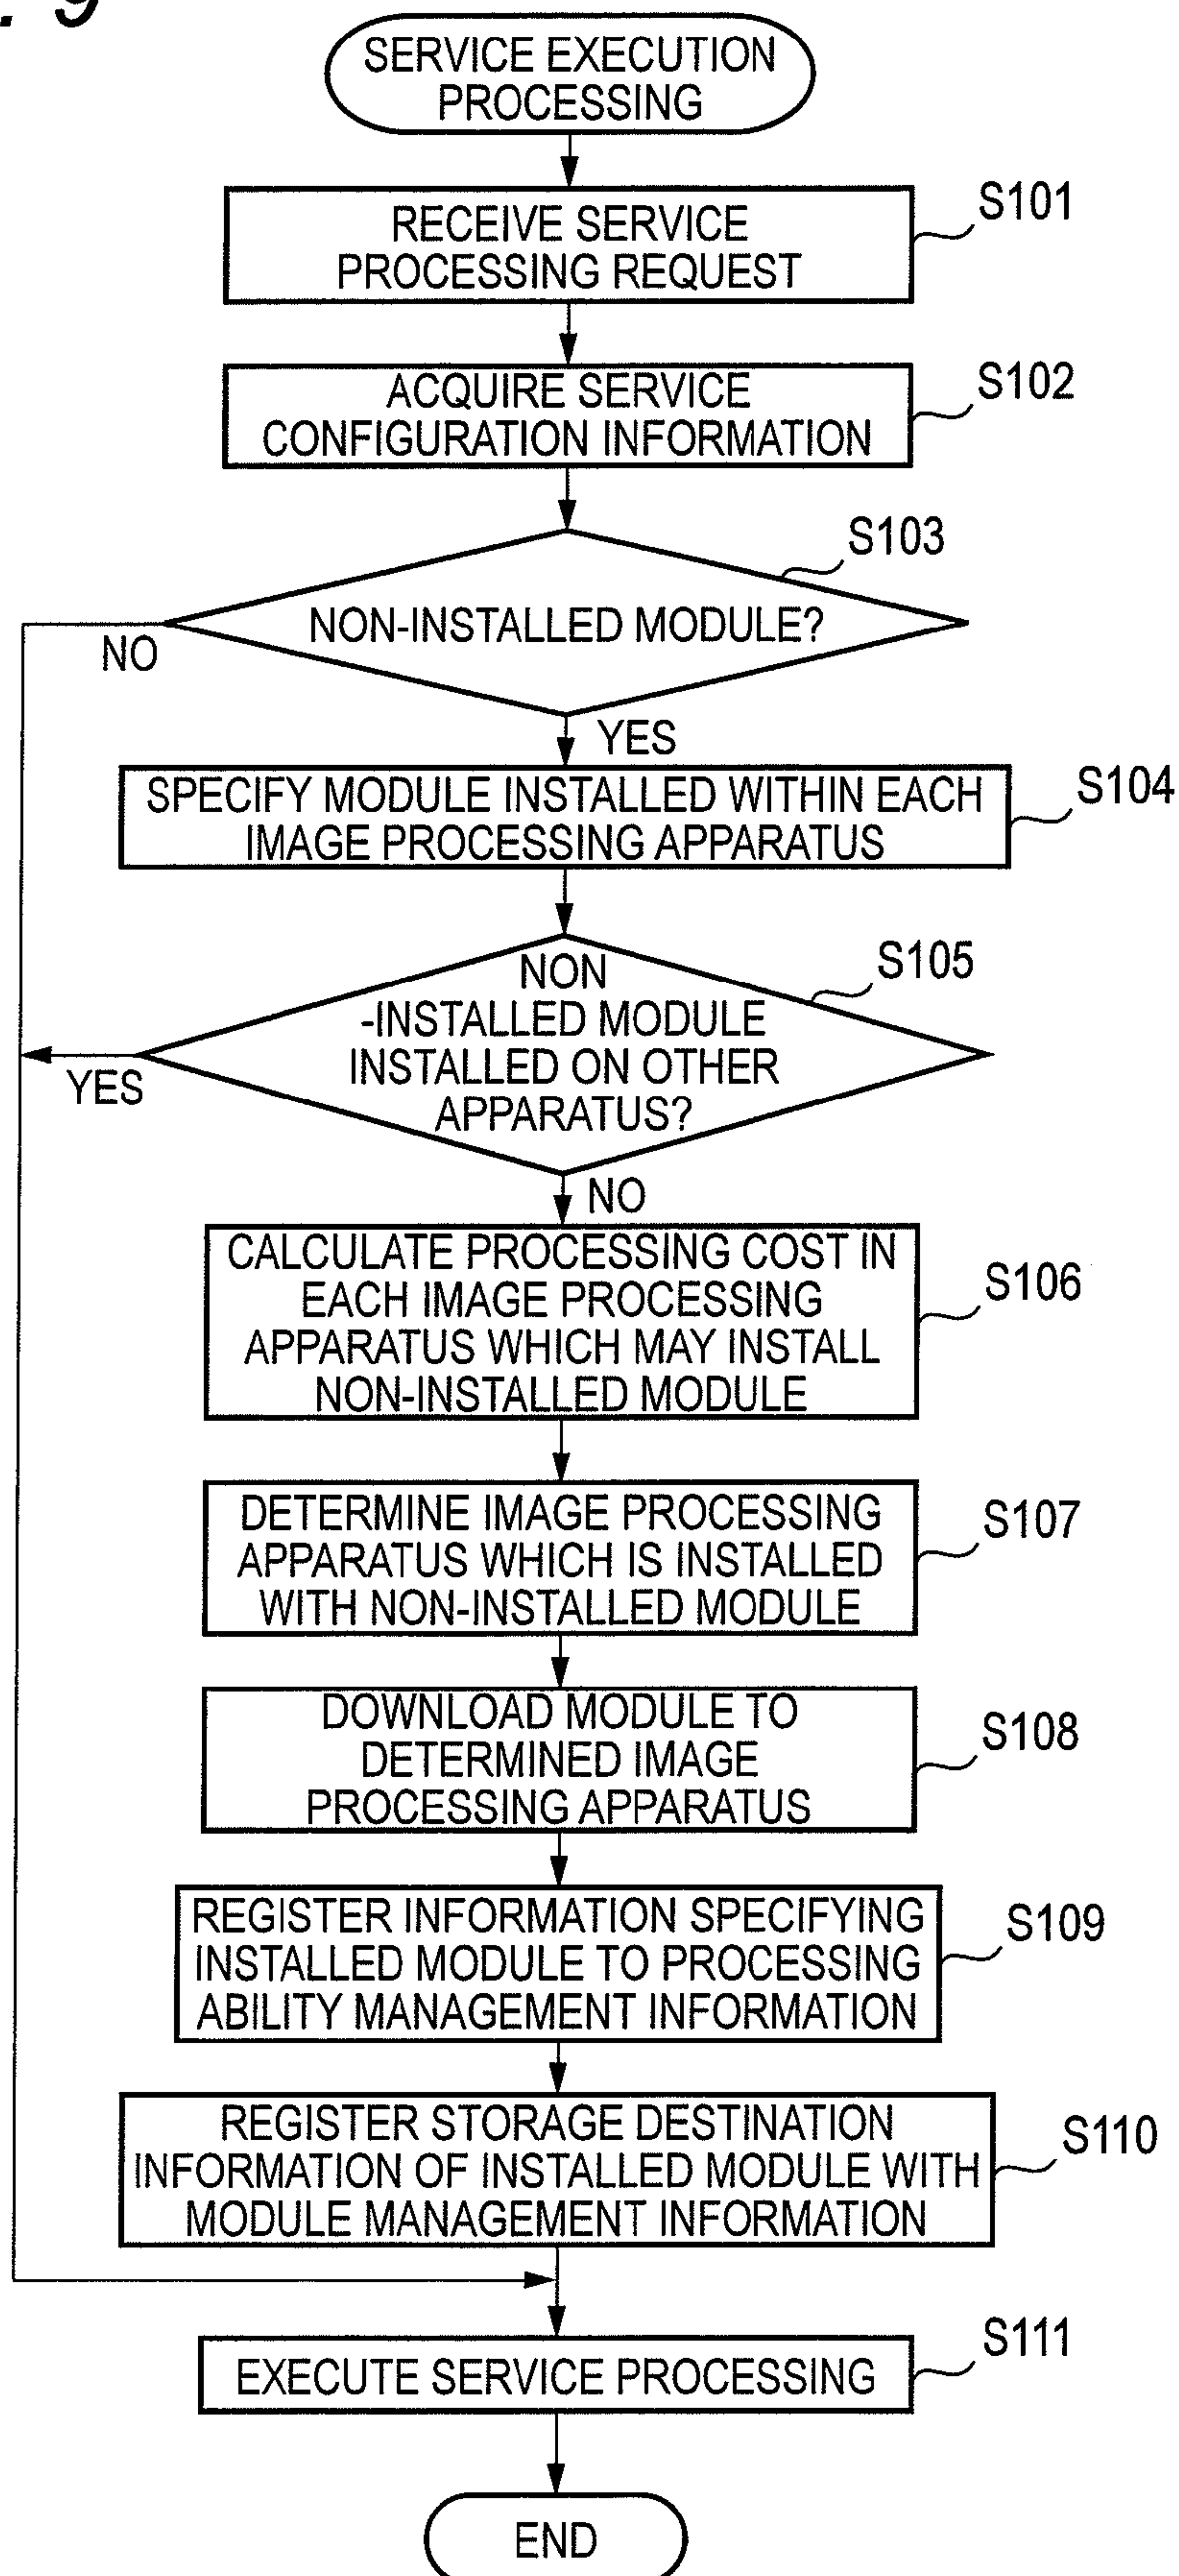 . 9
SERVICE EXECUTION
PROCESSING
RECEIVE SERVICE
PROCESSING REQUEST
S101
ACQUIRE SERVICE
CONFIGURATION INFORMATION
S102
S103
NON-INSTALLED MODULE?
NO
YES
SPECIFY MODULE INSTALLED WITHIN EACH
IMAGE PROCESSING APPARATUS
S104
S105
NON
-INSTALLED MODULE
INSTALLED ON OTHER
APPARATUS?
YES
NO
CALCULATE PROCESSING COST IN
EACH IMAGE PROCESSING
APPARATUS WHICH MAY INSTALL
NON-INSTALLED MODULE
S106
DETERMINE IMAGE PROCESSING
APPARATUS WHICH IS INSTALLED
WITH NON-INSTALLED MODULE
S107
DOWNLOAD MODULE TO
DETERMINED IMAGE
PROCESSING APPARATUS
S108
REGISTER INFORMATION SPECIFYING
INSTALLED MODULE TO PROCESSING
ABILITY MANAGEMENT INFORMATION
S109
REGISTER STORAGE DESTINATION
INFORMATION OF INSTALLED MODULE WITH
MODULE MANAGEMENT INFORMATION
S110
EXECUTE SERVICE PROCESSING
S111
END